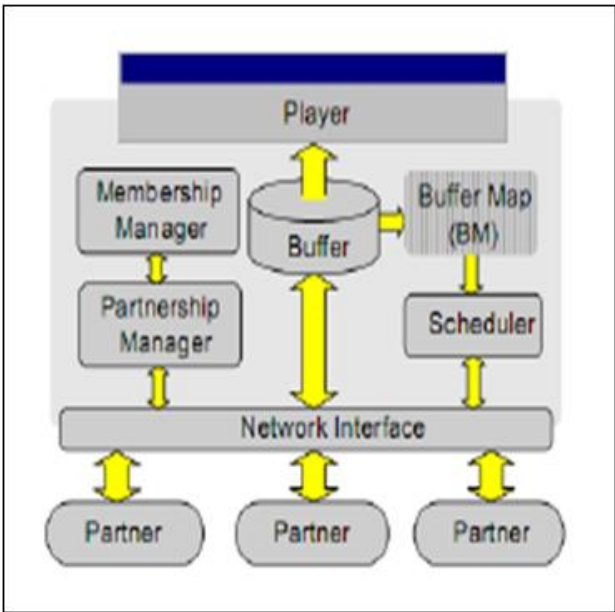 Player
Membership
Manager
Buffer
Buffer Map
(BM)
Partnership
Manager
Scheduler
Network Interface
Partner
Partner
Partner